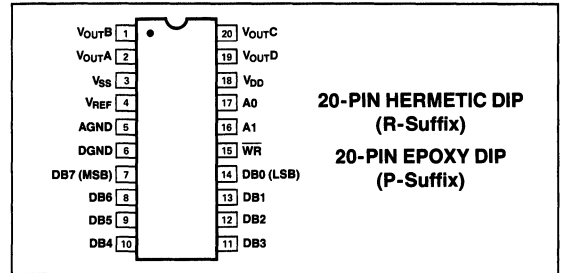 VOUTB 1 20 VOUTC
VOUTA 2 19 VOUTD
VSS 3 18 VDD
VREF 4 17 A0
AGND 5 16 A1
DGND 6 15 WR
DB7 (MSB) 7 14 DB0 (LSB)
DB6 8 13 DB1
DB5 9 12 DB2
DB4 10 11 DB3
20-PIN HERMETIC DIP
(R-Suffix)
20-PIN EPOXY DIP
(P-Suffix)